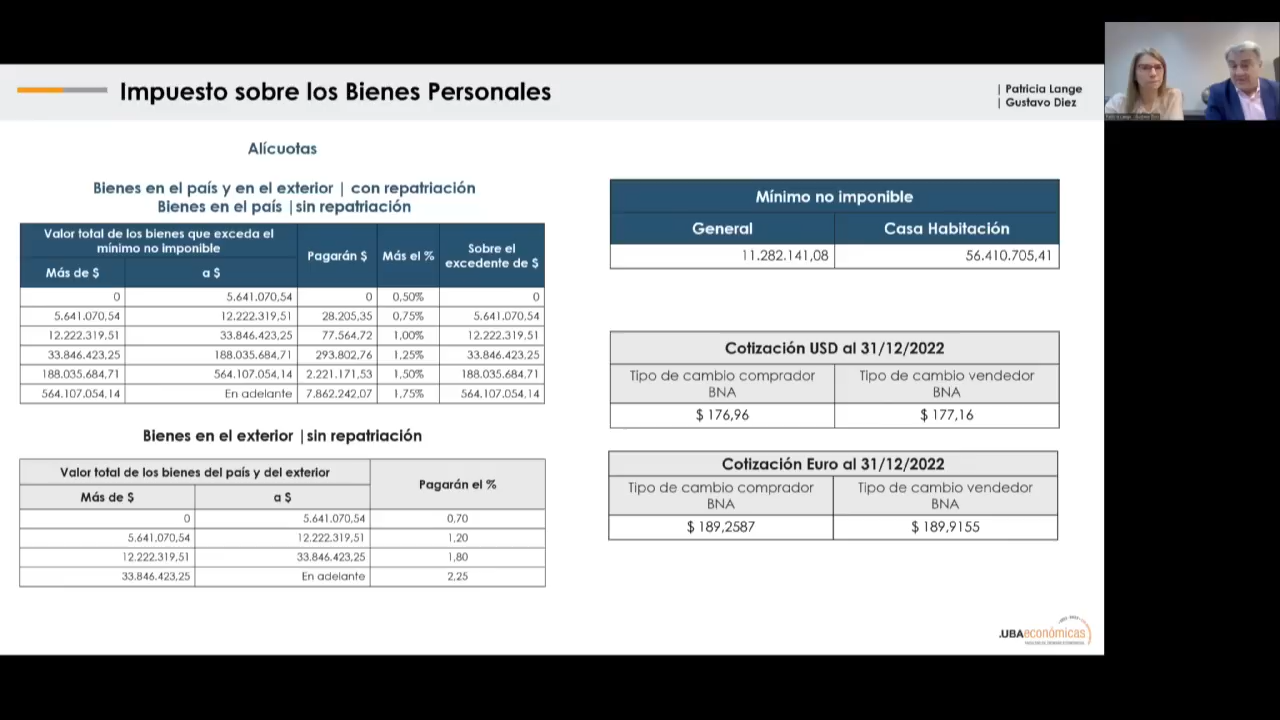 Impuesto sobre los Bienes Personales
| Patricia Lange
| Gustavo Diez
Alícuotas
Bienes en el país y en el exterior | con repatriación
Bienes en el país |sin repatriación
Valor total de los bienes que exceda el mínimo no imponible
Pagarán $
Más el %
Sobre el excedente de $
Más de $
a $
0 5.641.070,54 0 0,50% 0
5.641.070,54 12.222.319,51 28.205,35 0,75% 5.641.070,54
12.222.319,51 33.846.423,25 77.564,72 1,00% 12.222.319,51
33.846.423,25 188.035.684,71 293.802,76 1,25% 33.846.423,25
188.035.684,71 564.107.054,14 2.221.171,53 1,50% 188.035.684,71
564.107.054,14 En adelante 7.862.242,07 1,75% 564.107.054,14
Bienes en el exterior |sin repatriación
Valor total de los bienes del país y del exterior
Pagarán el %
Más de $
a $
0 5.641.070,54 0,70
5.641.070,54 12.222.319,51 1,20
12.222.319,51 33.846.423,25 1,80
33.846.423,25 En adelante 2,25
Mínimo no imponible
General Casa Habitación
11.282.141,08 56.410.705,41
Cotización USD al 31/12/2022
Tipo de cambio comprador BNA
Tipo de cambio vendedor BNA
$ 176,96 $ 177,16
Cotización Euro al 31/12/2022
Tipo de cambio comprador BNA
Tipo de cambio vendedor BNA
$ 189,2587 $ 189,9155
.UBAeconómicas